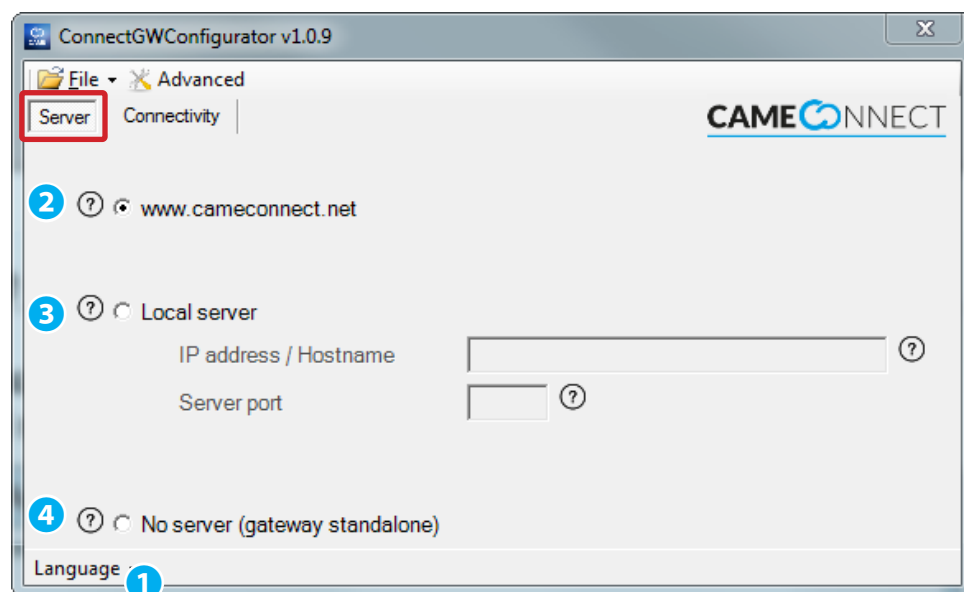 ConnectGWConfigurator v1.0.9
File Advanced
Server Connectivity
CAMECONNECT
2 ? www.cameconnect.net
3 ? Local server
IP address / Hostname ?
Server port ?
4 ? No server (gateway standalone)
Language
1